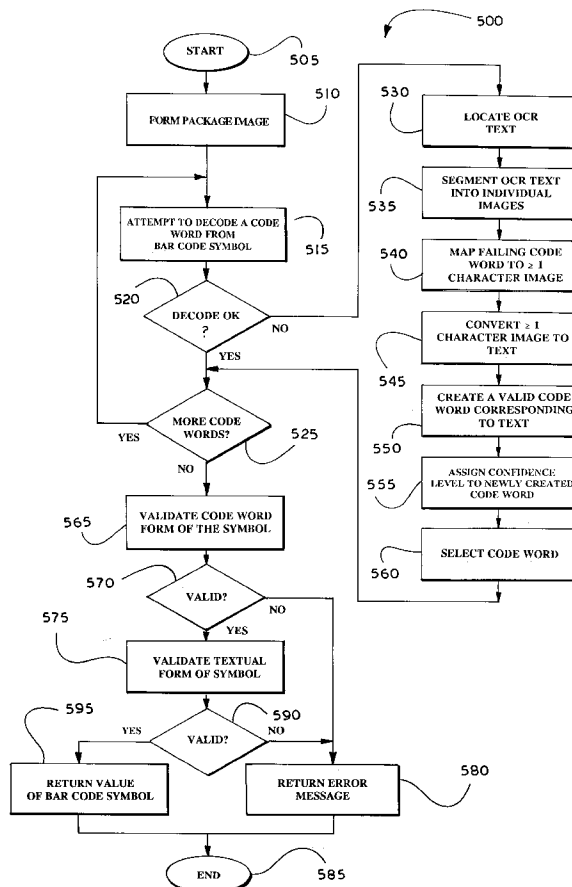 500
START
505
510
FORM PACKAGE IMAGE
ATTEMPT TO DECODE A CODE
WORD FROM
BAR CODE SYMBOL
515
520
DECODE OK
?
NO
YES
MORE CODE
WORDS?
YES
525
NO
530
LOCATE OCR
TEXT
SEGMENT OCR TEXT
INTO INDIVIDUAL
IMAGES
535
540
MAP FAILING CODE
WORD TO ≥ 1
CHARACTER IMAGE
CONVERT ≥ 1
CHARACTER IMAGE TO
TEXT
545
CREATE A VALID CODE
WORD CORRESPONDING
TO TEXT
550
555
ASSIGN CONFIDENCE
LEVEL TO NEWLY CREATED
CODE WORD
560
SELECT CODE WORD
565
VALIDATE CODE WORD
FORM OF THE SYMBOL
570
VALID?
NO
YES
575
VALIDATE TEXTUAL
FORM OF SYMBOL
595
YES
VALID?
590
NO
RETURN VALUE
OF BAR CODE SYMBOL
RETURN ERROR
MESSAGE
580
END
585